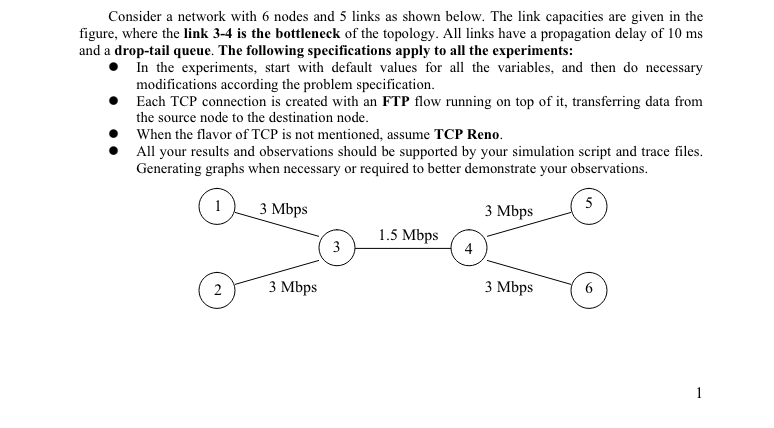 Consider a network with 6 nodes and 5 links as shown below. The link capacities are given in the
figure, where the link 3-4 is the bottleneck of the topology. All links have a propagation delay of 10 ms
and a drop-tail queue. The following specifications apply to all the experiments:
● In the experiments, start with default values for all the variables, and then do necessary
modifications according the problem specification.
● Each TCP connection is created with an FTP flow running on top of it, transferring data from
the source node to the destination node.
● When the flavor of TCP is not mentioned, assume TCP Reno.
● All your results and observations should be supported by your simulation script and trace files.
Generating graphs when necessary or required to better demonstrate your observations.
1 3 Mbps 3 Mbps 5
3 1.5 Mbps 4
2 3 Mbps 3 Mbps 6
1